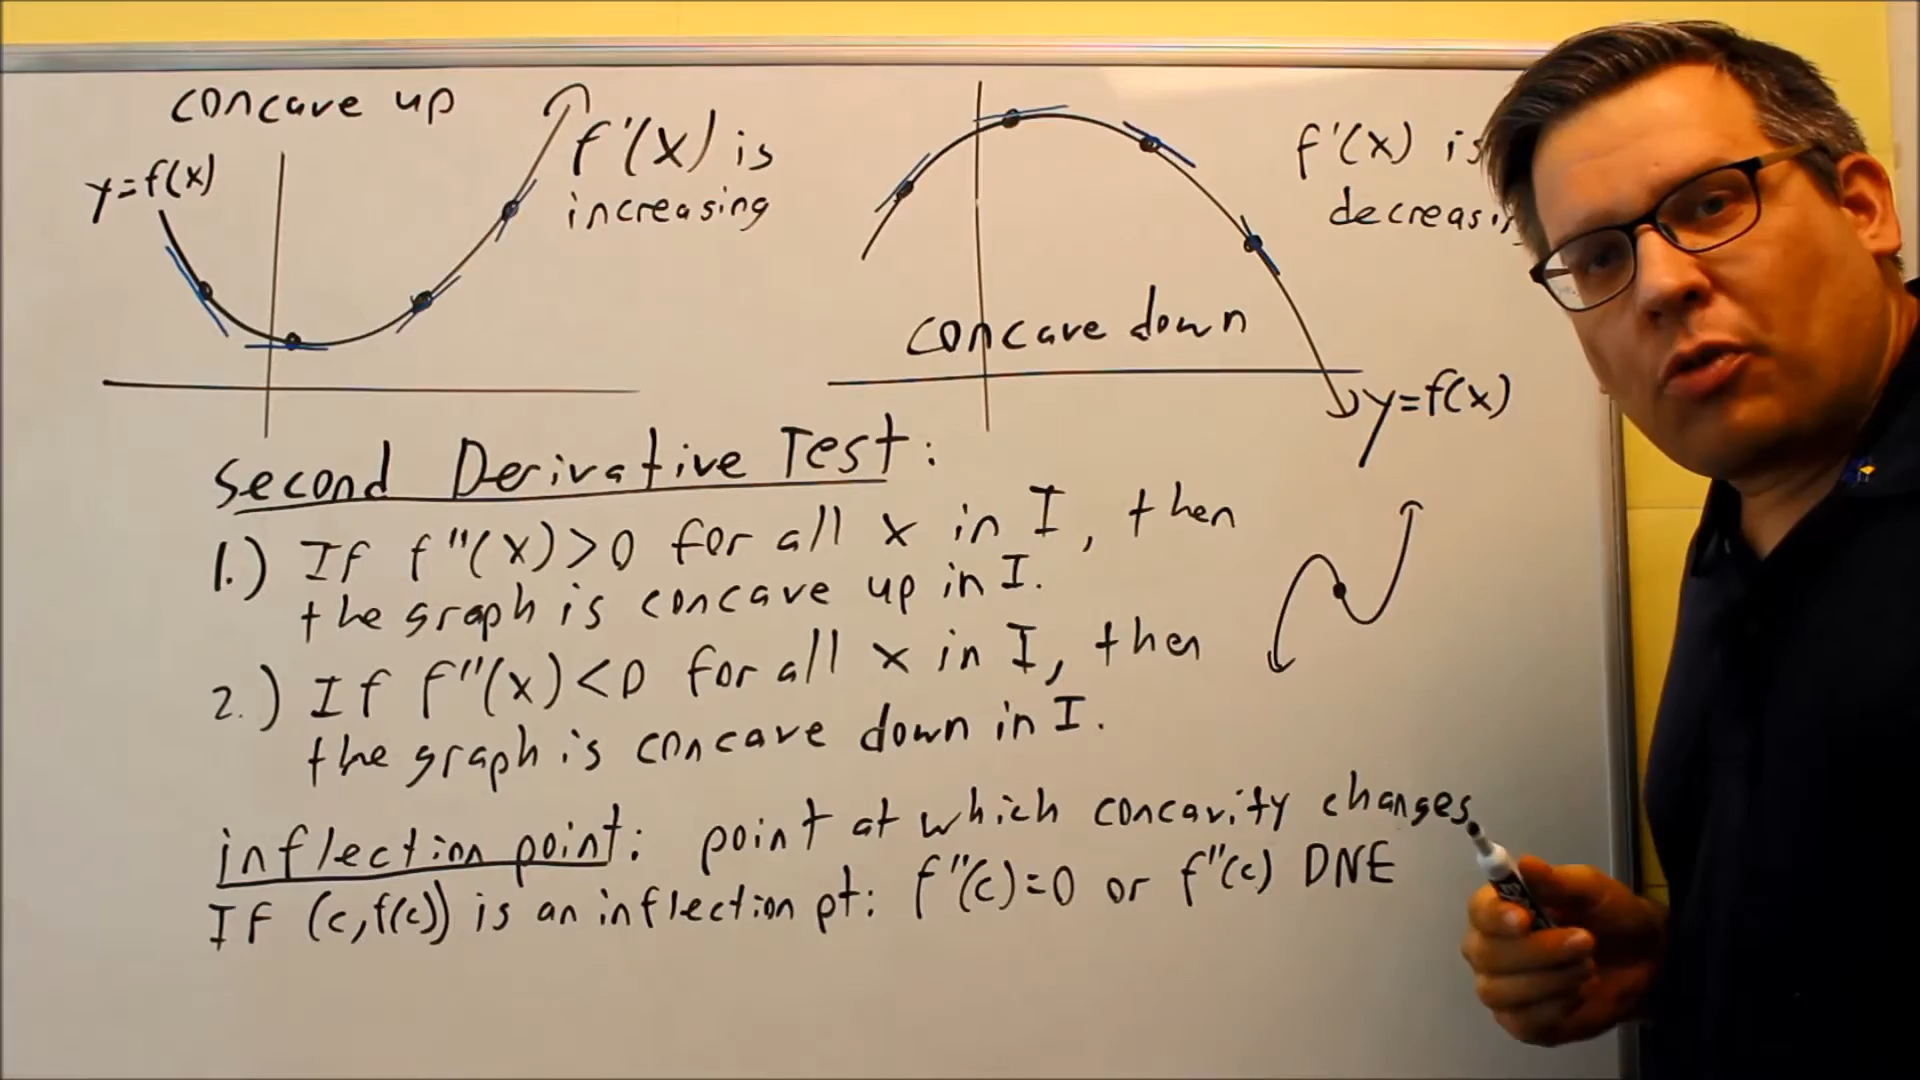 concave up
y=f(x)
f'(x) is
increasing
f'(x) is
concave down
y=f(x)
Second Derivative Test:
1.) If f''(x)>0 for all x in I, then
the graph is concave up in I.
2.) If f''(x)<0 for all x in I, then
the graph is concave down in I.
inflection point: point at which concavity changes
If (c,f(c)) is an inflection pt: f''(c)=0 or f''(c) DNE